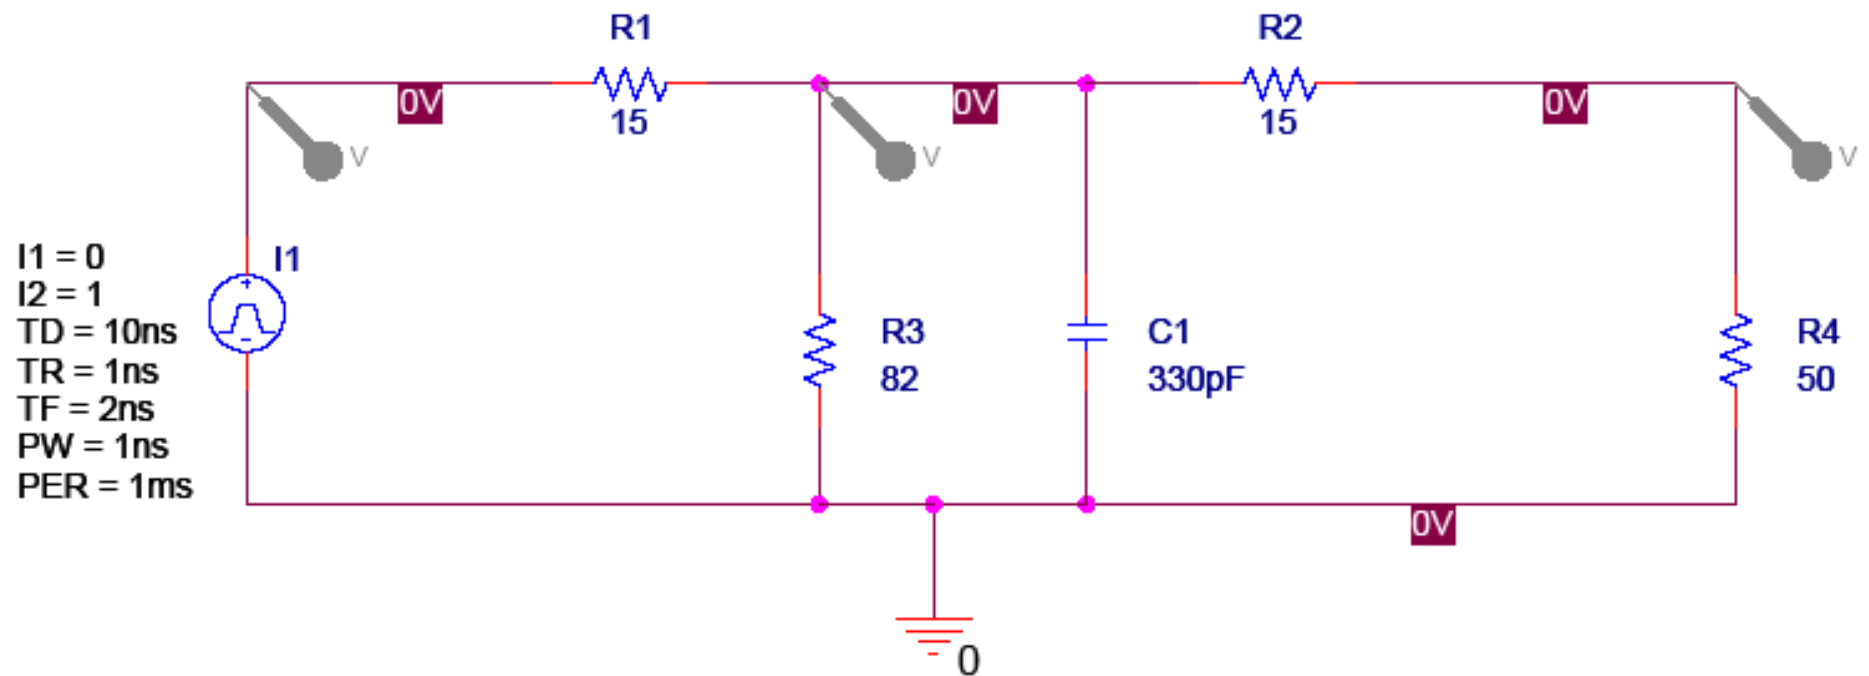 R1
R2
0V
0V
0V
15
15
V
V
V
I1 = 0
I2 = 1
TD = 10ns
TR = 1ns
TF = 2ns
PW = 1ns
PER = 1ms
I1
+
-
R3
82
C1
330pF
R4
50
0V
0